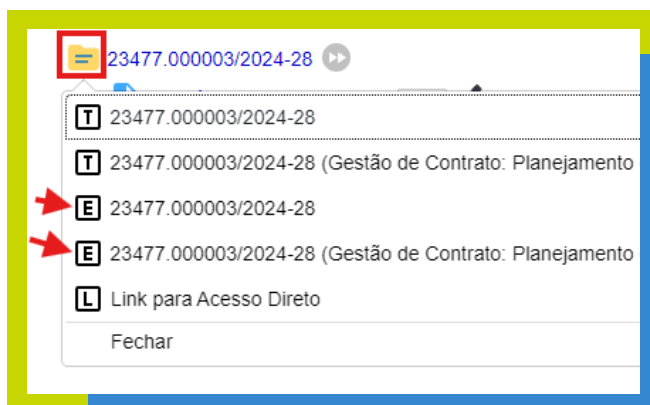 23477.000003/2024-28
T 23477.000003/2024-28
T 23477.000003/2024-28 (Gestão de Contrato: Planejamento
E 23477.000003/2024-28
E 23477.000003/2024-28 (Gestão de Contrato: Planejamento
L Link para Acesso Direto
Fechar